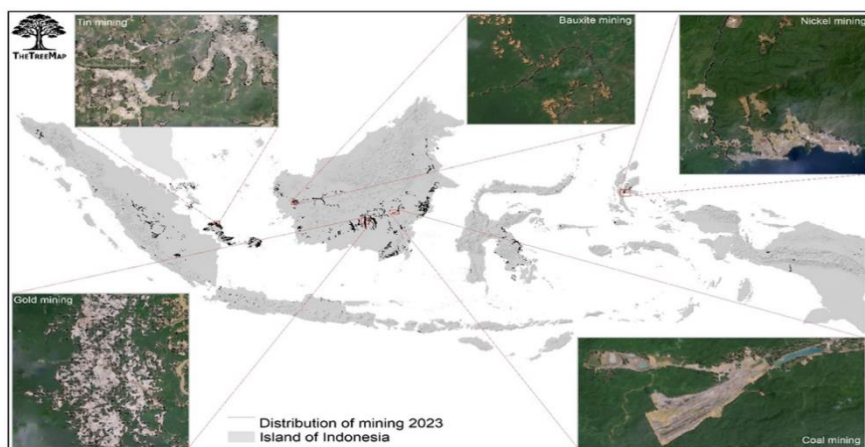 Tin mining
Bauxite mining
Nickel mining
THETREEMAP
Gold mining
Distribution of mining 2023
Island of Indonesia
Coal mining